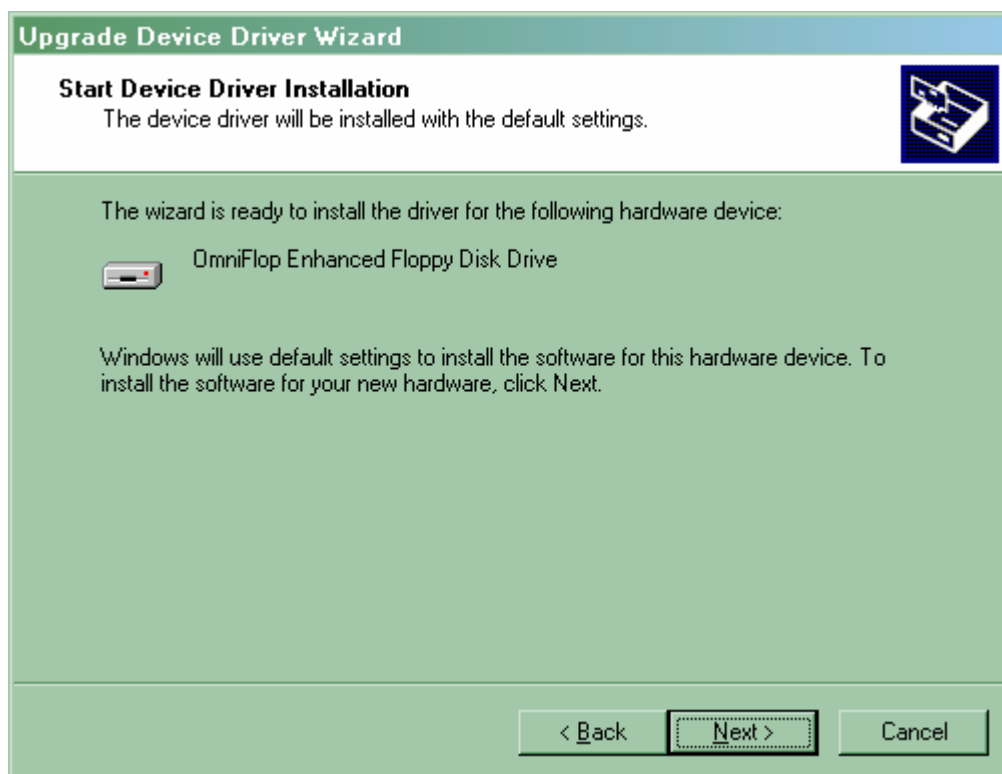 Upgrade Device Driver Wizard
Start Device Driver Installation
The device driver will be installed with the default settings.
The wizard is ready to install the driver for the following hardware device:
OmniFlop Enhanced Floppy Disk Drive
Windows will use default settings to install the software for this hardware device. To
install the software for your new hardware, click Next.
< Back
Next >
Cancel